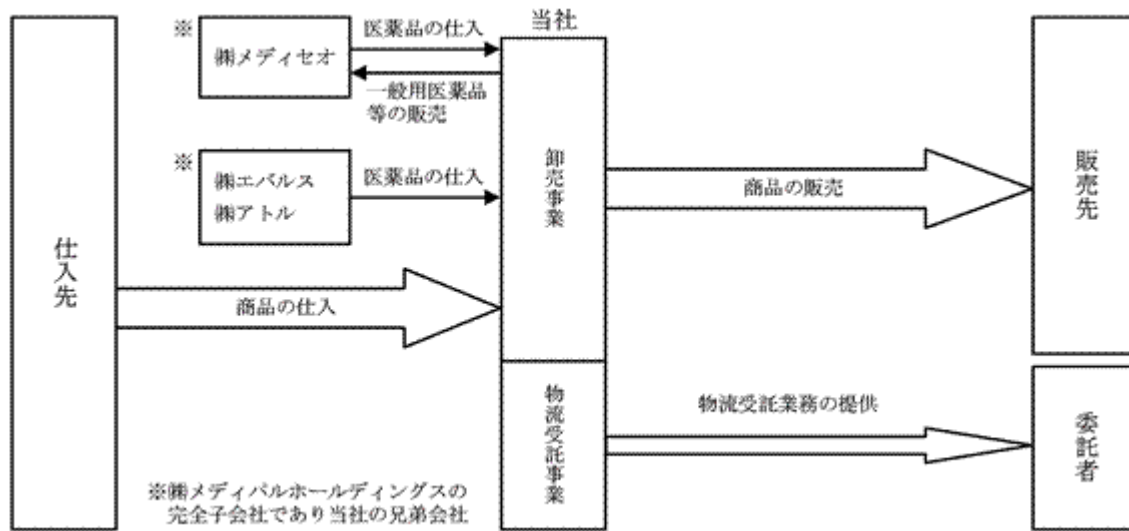 当社
※
㈱メディセオ
医薬品の仕入
一般用医薬品
等の販売
※
㈱エバルス
㈱アトル
医薬品の仕入
仕入先
商品の仕入
卸売事業
商品の販売
販売先
物流受託事業
物流受託業務の提供
委託者
※㈱メディパルホールディングスの
完全子会社であり当社の兄弟会社